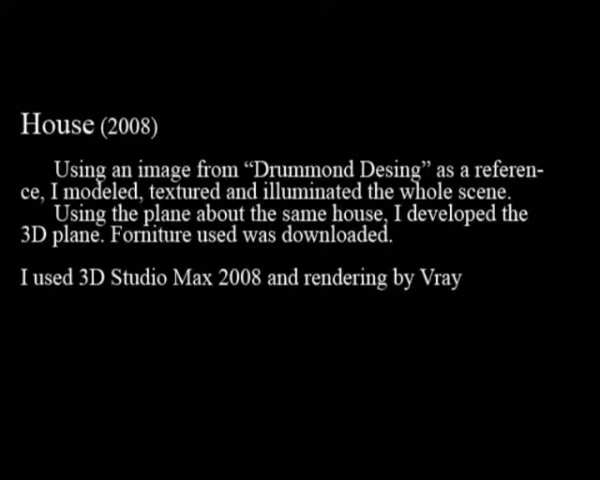 House (2008)
Using an image from “Drummond Desing” as a referen-
ce, I modeled, textured and illuminated the whole scene.
Using the plane about the same house, I developed the
3D plane. Forniture used was downloaded.
I used 3D Studio Max 2008 and rendering by Vray